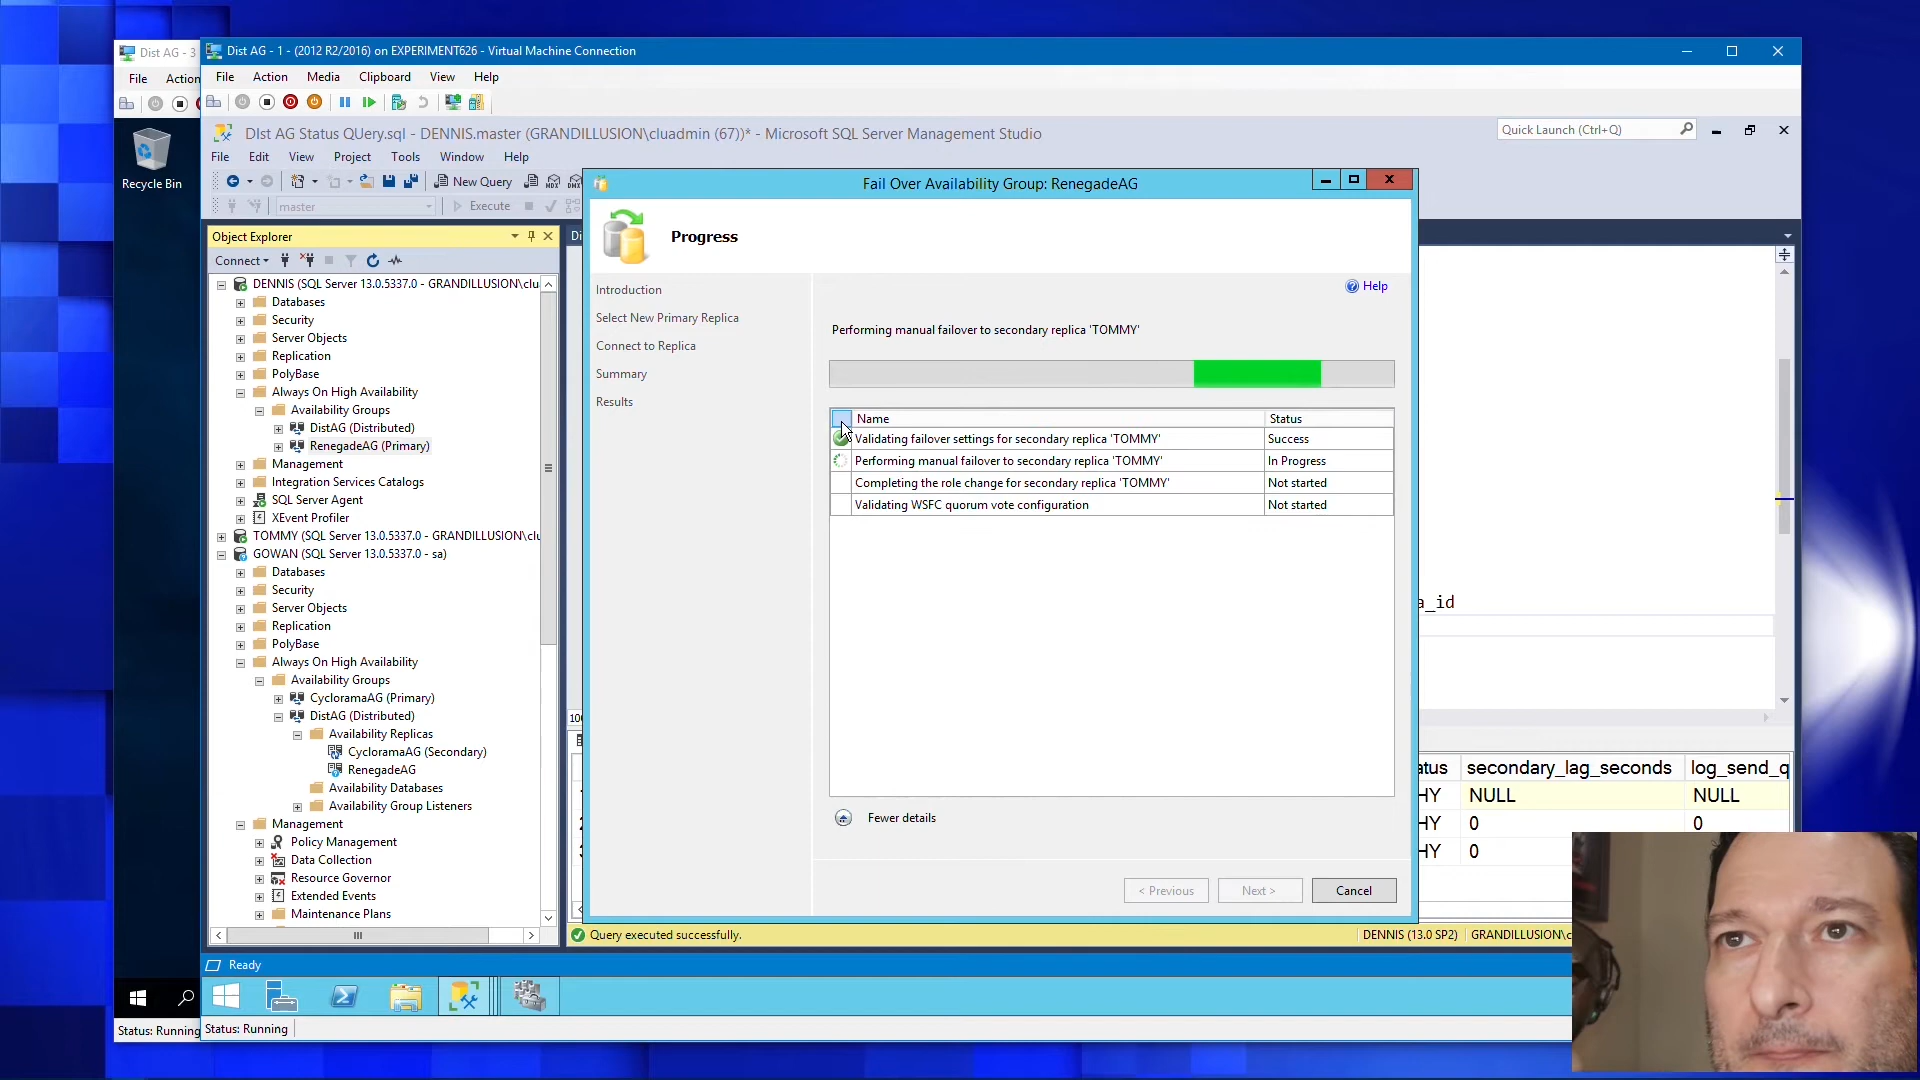 Dist AG - 3
Dist AG - 1 - (2012 R2/2016) on EXPERIMENT626 - Virtual Machine Connection
File Action
File Action Media Clipboard View Help
DIst AG Status QUery.sql - DENNIS.master (GRANDILLUSION\cluadmin (67))* - Microsoft SQL Server Management Studio
Quick Launch (Ctrl+Q)
File Edit View Project Tools Window Help
New Query
master
Execute
Recycle Bin
Object Explorer
Connect
DENNIS (SQL Server 13.0.5337.0 - GRANDILLUSION\clu
Databases
Security
Server Objects
Replication
PolyBase
Always On High Availability
Availability Groups
DistAG (Distributed)
RenegadeAG (Primary)
Management
Integration Services Catalogs
SQL Server Agent
XEvent Profiler
TOMMY (SQL Server 13.0.5337.0 - GRANDILLUSION\clu
GOWAN (SQL Server 13.0.5337.0 - sa)
Databases
Security
Server Objects
Replication
PolyBase
Always On High Availability
Availability Groups
CycloramaAG (Primary)
DistAG (Distributed)
Availability Replicas
CycloramaAG (Secondary)
RenegadeAG
Availability Databases
Availability Group Listeners
Management
Policy Management
Data Collection
Resource Governor
Extended Events
Maintenance Plans
Di
Fail Over Availability Group: RenegadeAG
Progress
Introduction
Select New Primary Replica
Connect to Replica
Summary
Results
Help
Performing manual failover to secondary replica 'TOMMY'
Name Status
Validating failover settings for secondary replica 'TOMMY' Success
Performing manual failover to secondary replica 'TOMMY' In Progress
Completing the role change for secondary replica 'TOMMY' Not started
Validating WSFC quorum vote configuration Not started
Fewer details
< Previous Next > Cancel
a_id
100
atus secondary_lag_seconds log_send_q
HY NULL NULL
HY 0 0
HY 0
Query executed successfully.
DENNIS (13.0 SP2) GRANDILLUSION\c
Ready
Status: Running
Status: Running